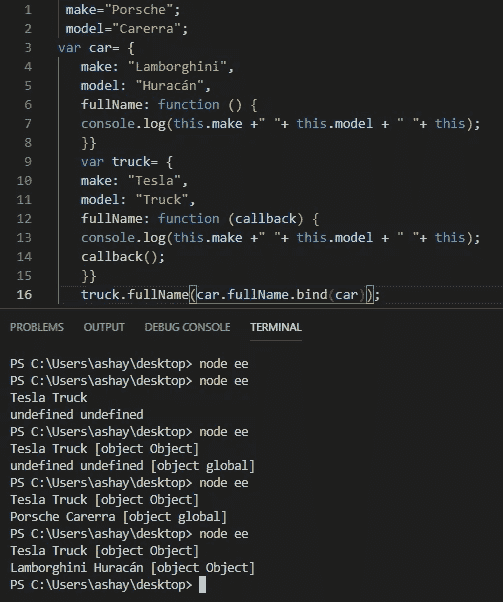 1 make="Porsche";
2 model="Carerra";
3 var car= {
4 make: "Lamborghini",
5 model: "Huracán",
6 fullName: function () {
7 console.log(this.make +" "+ this.model + " "+ this);
8 }}
9 var truck= {
10 make: "Tesla",
11 model: "Truck",
12 fullName: function (callback) {
13 console.log(this.make +" "+ this.model + " "+ this);
14 callback();
15 }}
16 truck.fullName(car.fullName.bind(car));
PROBLEMS OUTPUT DEBUG CONSOLE TERMINAL
PS C:\Users\ashay\desktop> node ee
PS C:\Users\ashay\desktop> node ee
Tesla Truck
undefined undefined
PS C:\Users\ashay\desktop> node ee
Tesla Truck [object Object]
undefined undefined [object global]
PS C:\Users\ashay\desktop> node ee
Tesla Truck [object Object]
Porsche Carerra [object global]
PS C:\Users\ashay\desktop> node ee
Tesla Truck [object Object]
Lamborghini Huracán [object Object]
PS C:\Users\ashay\desktop>